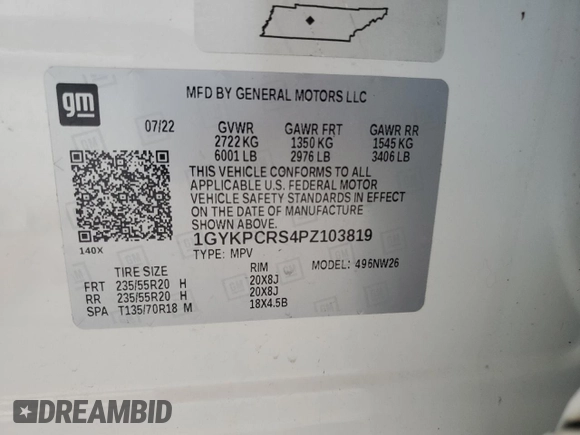 gm
MFD BY GENERAL MOTORS LLC
07/22 GVWR GAWR FRT GAWR RR
2722 KG 1350 KG 1545 KG
6001 LB 2976 LB 3406 LB
THIS VEHICLE CONFORMS TO ALL
APPLICABLE U.S. FEDERAL MOTOR
VEHICLE SAFETY STANDARDS IN EFFECT
ON THE DATE OF MANUFACTURE
SHOWN ABOVE.
1GYKPCRS4PZ103819
140X TYPE: MPV MODEL: 496NW26
TIRE SIZE RIM
FRT 235/55R20 H 20X8J
RR 235/55R20 H 20X8J
SPA T135/70R18 M 18X4.5B
DREAMBID